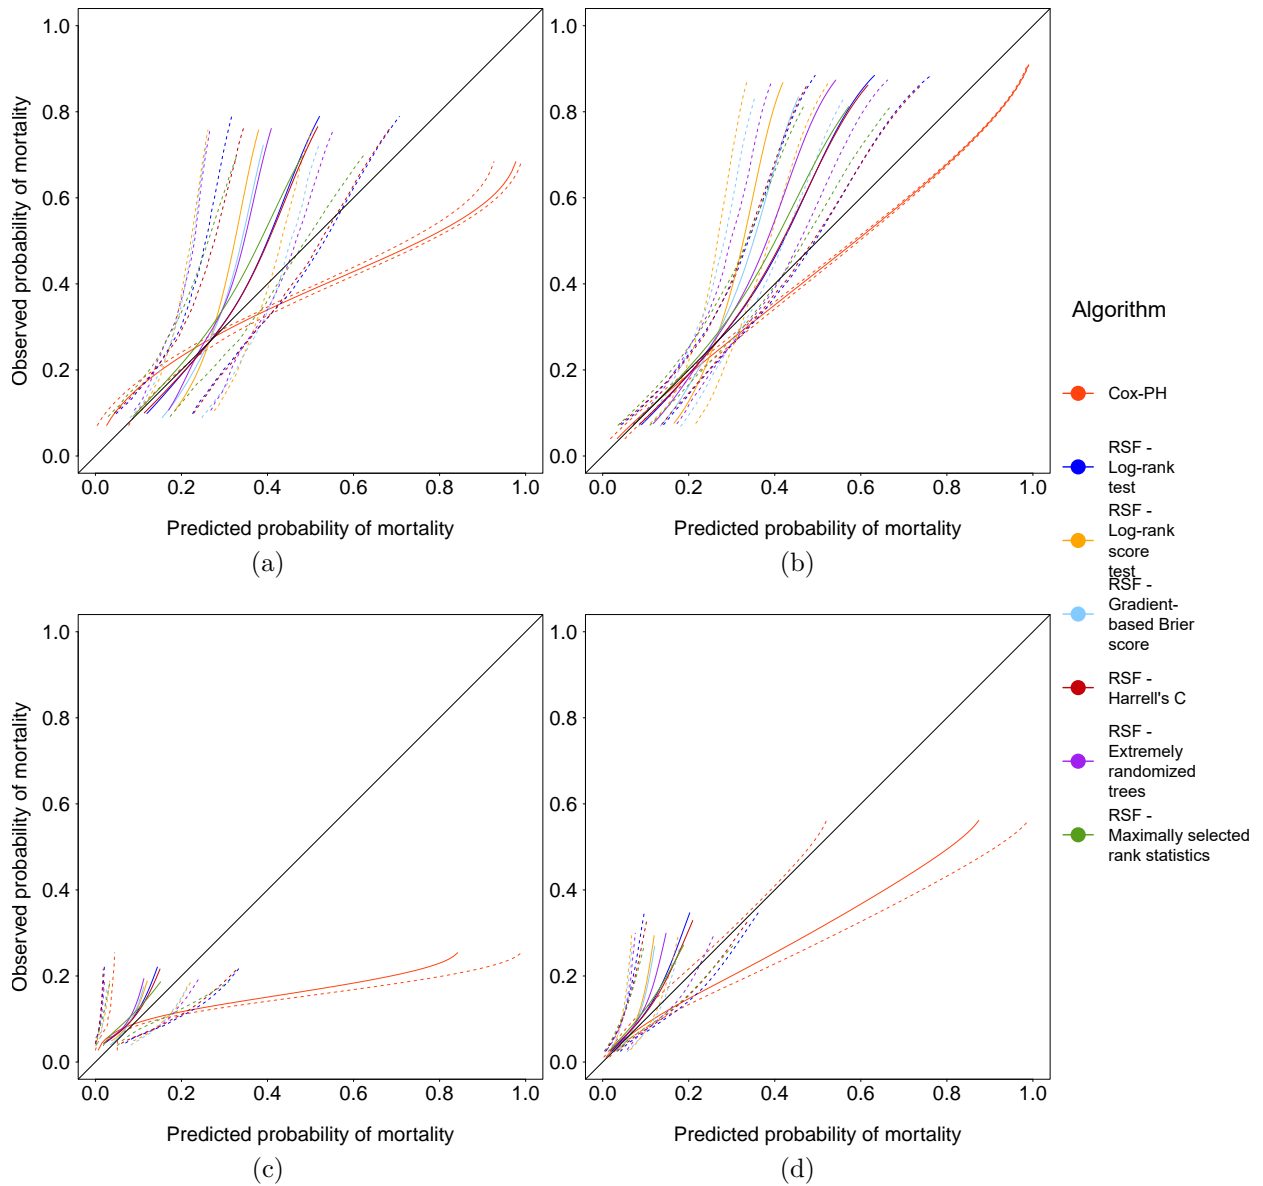 1.0
0.8
0.6
0.4
0.2
0.0
Observed probability of mortality
0.0 0.2 0.4 0.6 0.8 1.0
Predicted probability of mortality
(a)
1.0
0.8
0.6
0.4
0.2
0.0
0.0 0.2 0.4 0.6 0.8 1.0
Predicted probability of mortality
(b)
1.0
0.8
0.6
0.4
0.2
0.0
Observed probability of mortality
0.0 0.2 0.4 0.6 0.8 1.0
Predicted probability of mortality
(c)
1.0
0.8
0.6
0.4
0.2
0.0
0.0 0.2 0.4 0.6 0.8 1.0
Predicted probability of mortality
(d)
Algorithm
Cox-PH
RSF -
Log-rank
test
RSF -
Log-rank
score
test
RSF -
Gradient-
based Brier
score
RSF -
Harrell's C
RSF -
Extremely
randomized
trees
RSF -
Maximally selected
rank statistics